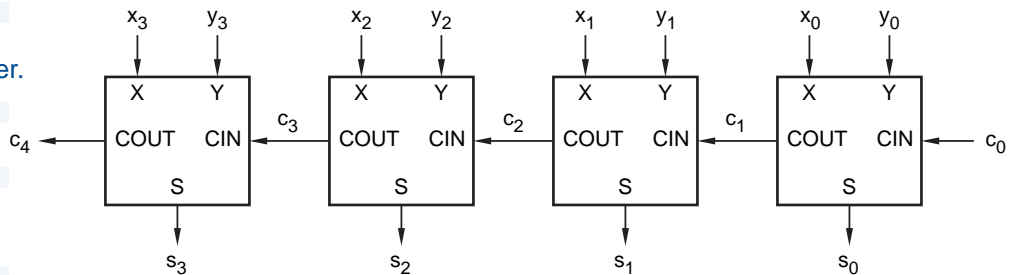 x3 y3 x2 y2 x1 y1 x0 y0
er.
X Y X Y X Y X Y
c4 COUT CIN c3 COUT CIN c2 COUT CIN c1 COUT CIN c0
S S S S
s3 s2 s1 s0